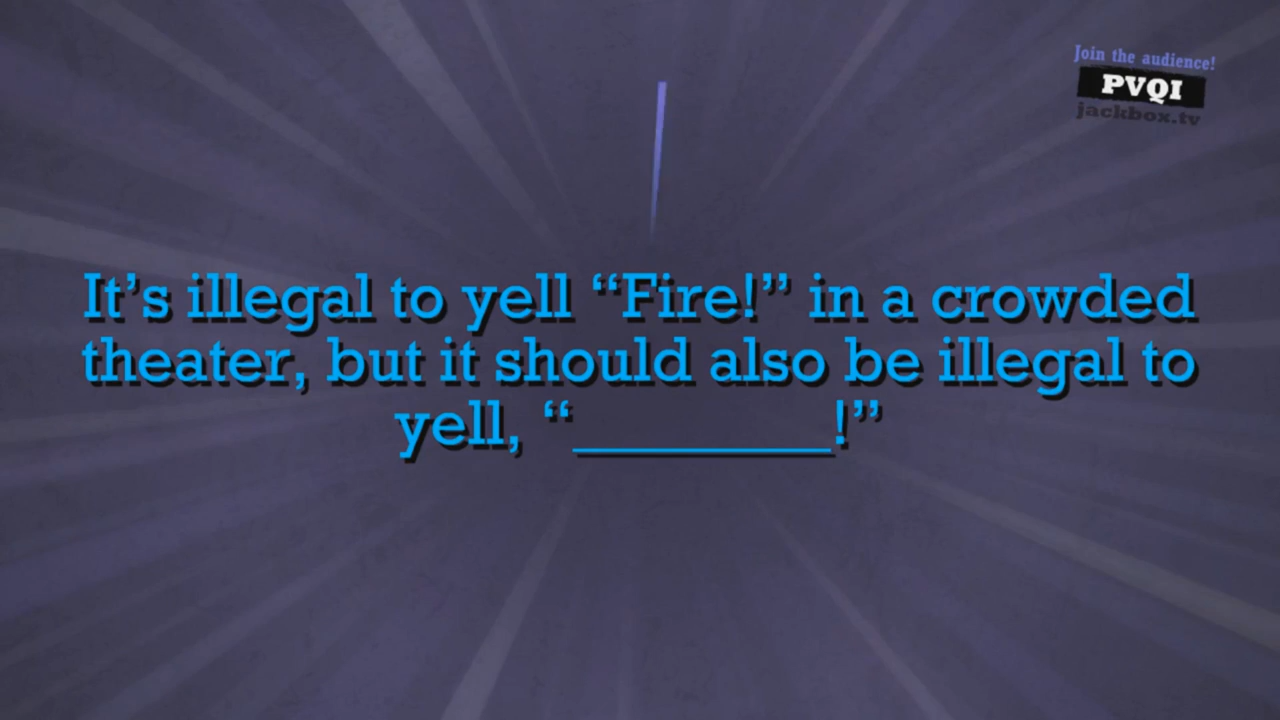 Join the audience!
PVQI
jackbox.tv
It’s illegal to yell “Fire!” in a crowded
theater, but it should also be illegal to
yell, “_________!”